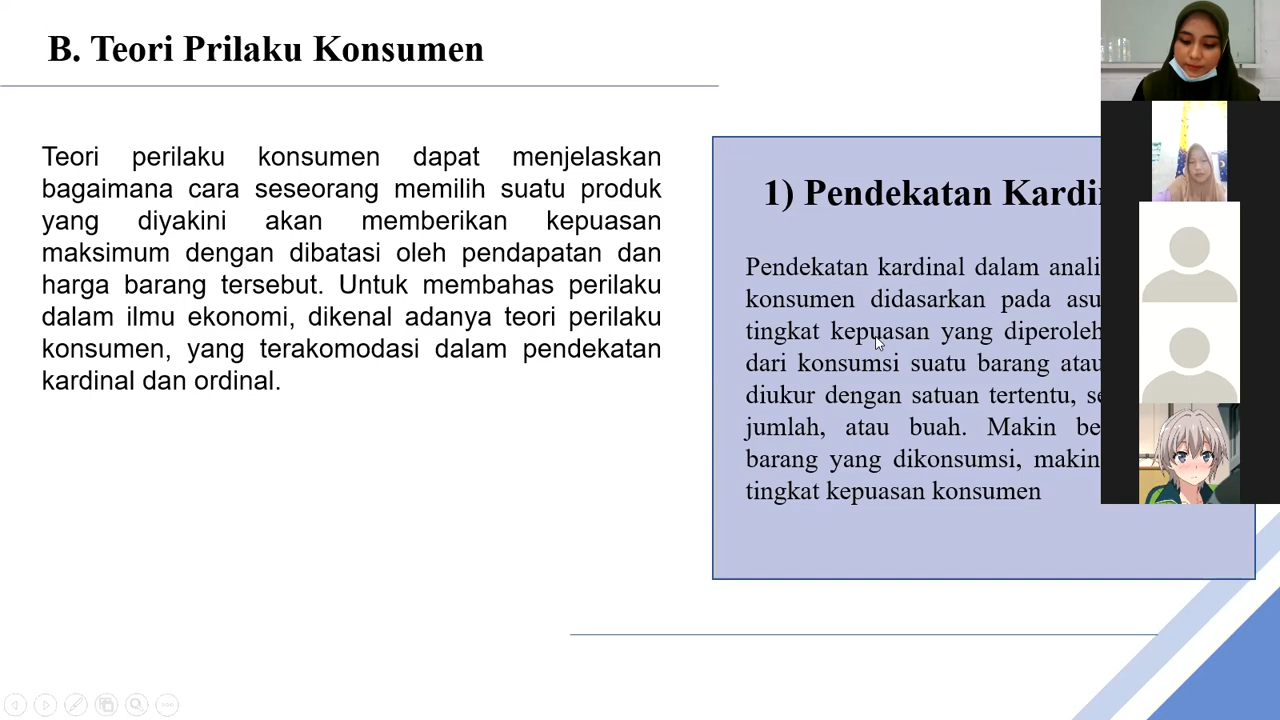 B. Teori Prilaku Konsumen
Teori perilaku konsumen dapat menjelaskan
bagaimana cara seseorang memilih suatu produk
yang diyakini akan memberikan kepuasan
maksimum dengan dibatasi oleh pendapatan dan
harga barang tersebut. Untuk membahas perilaku
dalam ilmu ekonomi, dikenal adanya teori perilaku
konsumen, yang terakomodasi dalam pendekatan
kardinal dan ordinal.
1) Pendekatan
Pendekatan kardinal dalam
konsumen didasarkan pada
tingkat kepuasan yang diperoleh
dari konsumsi suatu barang atau
diukur dengan satuan tertentu,
jumlah, atau buah. Makin
barang yang dikonsumsi, makin
tingkat kepuasan konsumen